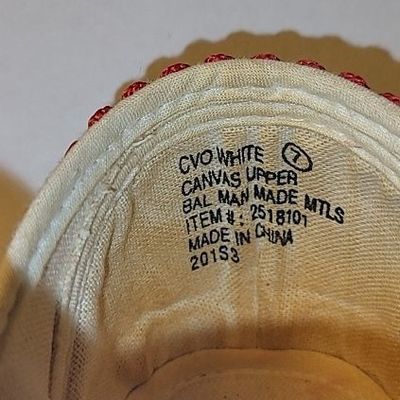 CVO WHITE 7
CANVAS UPPER
BAL MAN MADE MTLS
ITEM #: 2518101
MADE IN CHINA
201S3